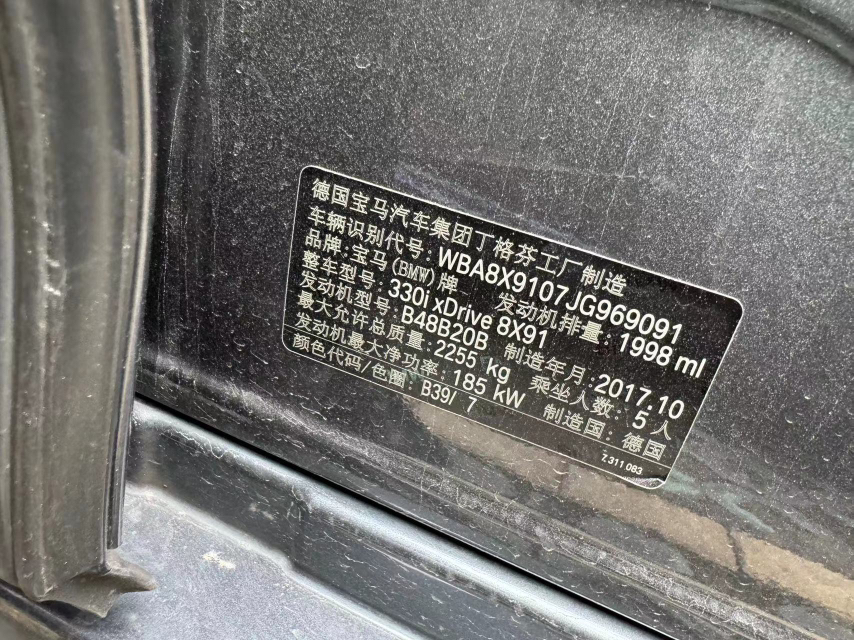 德国宝马汽车集团丁格芬工厂制造
车辆识别代号: WBA8X9107JG969091
品牌: 宝马(BMW)牌 发动机排量: 1998 ml
整车型号: 330i xDrive 8X91
发动机型号: B48B20B 制造年月: 2017.10
最大允许总质量: 2255 kg 乘坐人数: 5 人
发动机最大净功率: 185 kW 制造国: 德国
颜色代码/色圈 B39/ 7
7 311 083